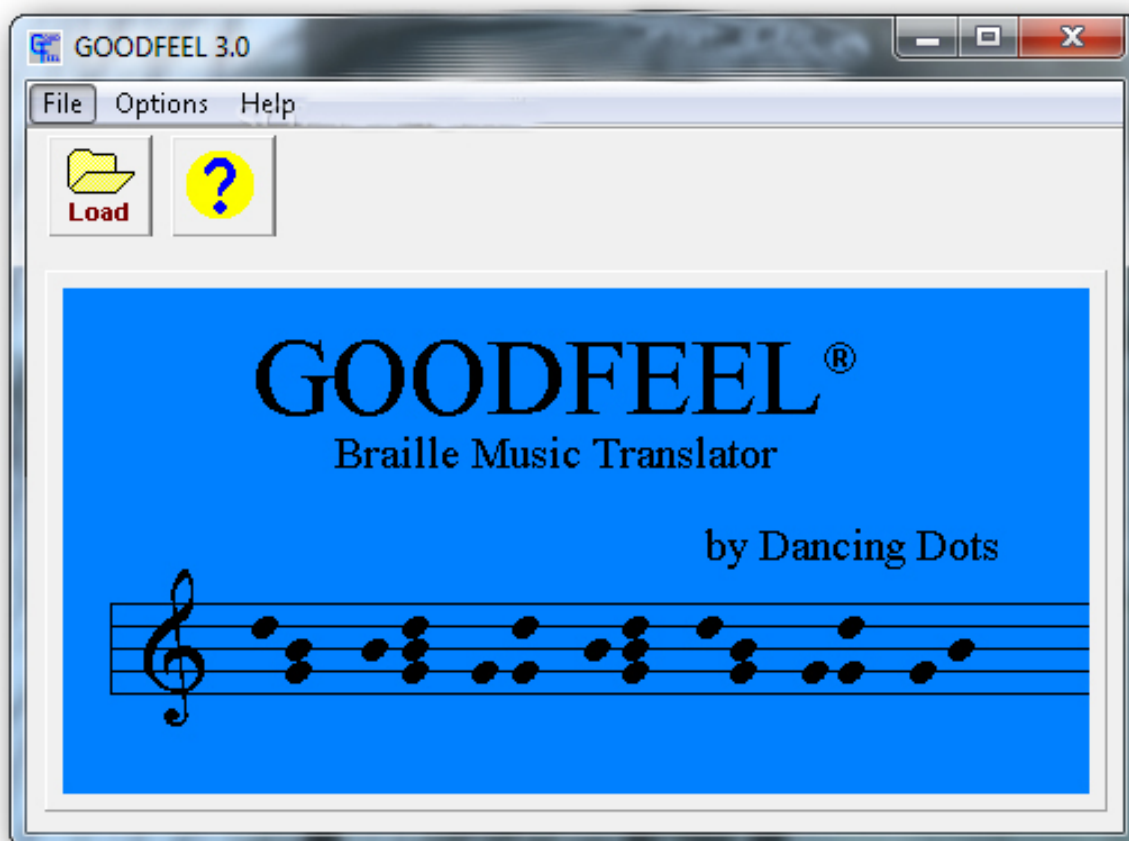 GOODFEEL 3.0
File Options Help
Load
GOODFEEL®
Braille Music Translator
by Dancing Dots